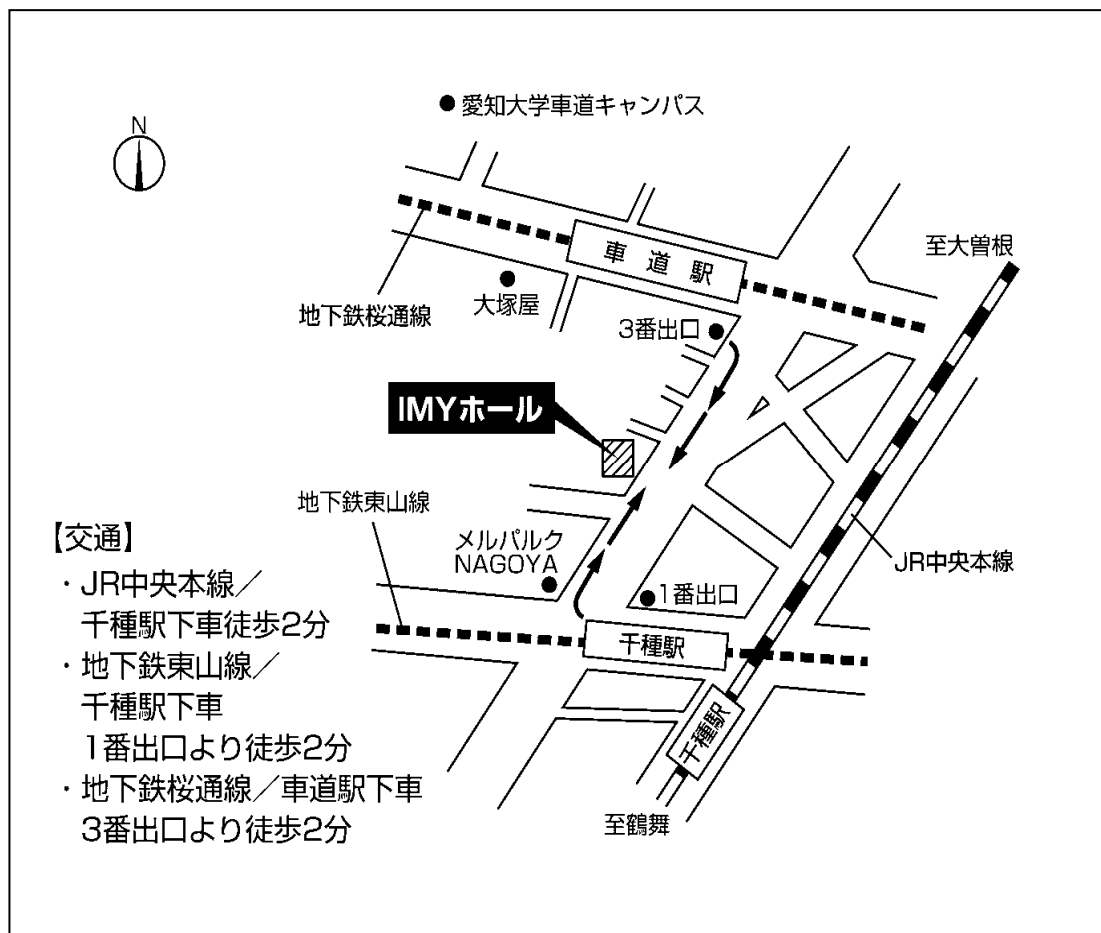 愛知大学車道キャンパス
N
至大曽根
車道駅
大塚屋
地下鉄桜通線
3番出口
IMYホール
地下鉄東山線
メルパルク
NAGOYA
JR中央本線
1番出口
千種駅
千種駅
至鶴舞
【交通】
・JR中央本線／
千種駅下車徒歩2分
・地下鉄東山線／
千種駅下車
1番出口より徒歩2分
・地下鉄桜通線／車道駅下車
3番出口より徒歩2分